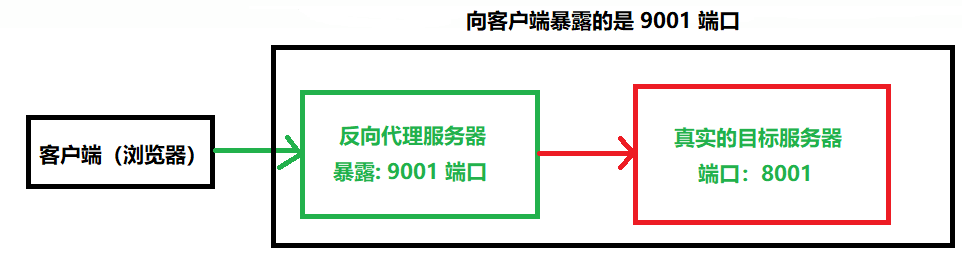 向客户端暴露的是 9001 端口
客户端（浏览器）
反向代理服务器
暴露: 9001 端口
真实的目标服务器
端口：8001